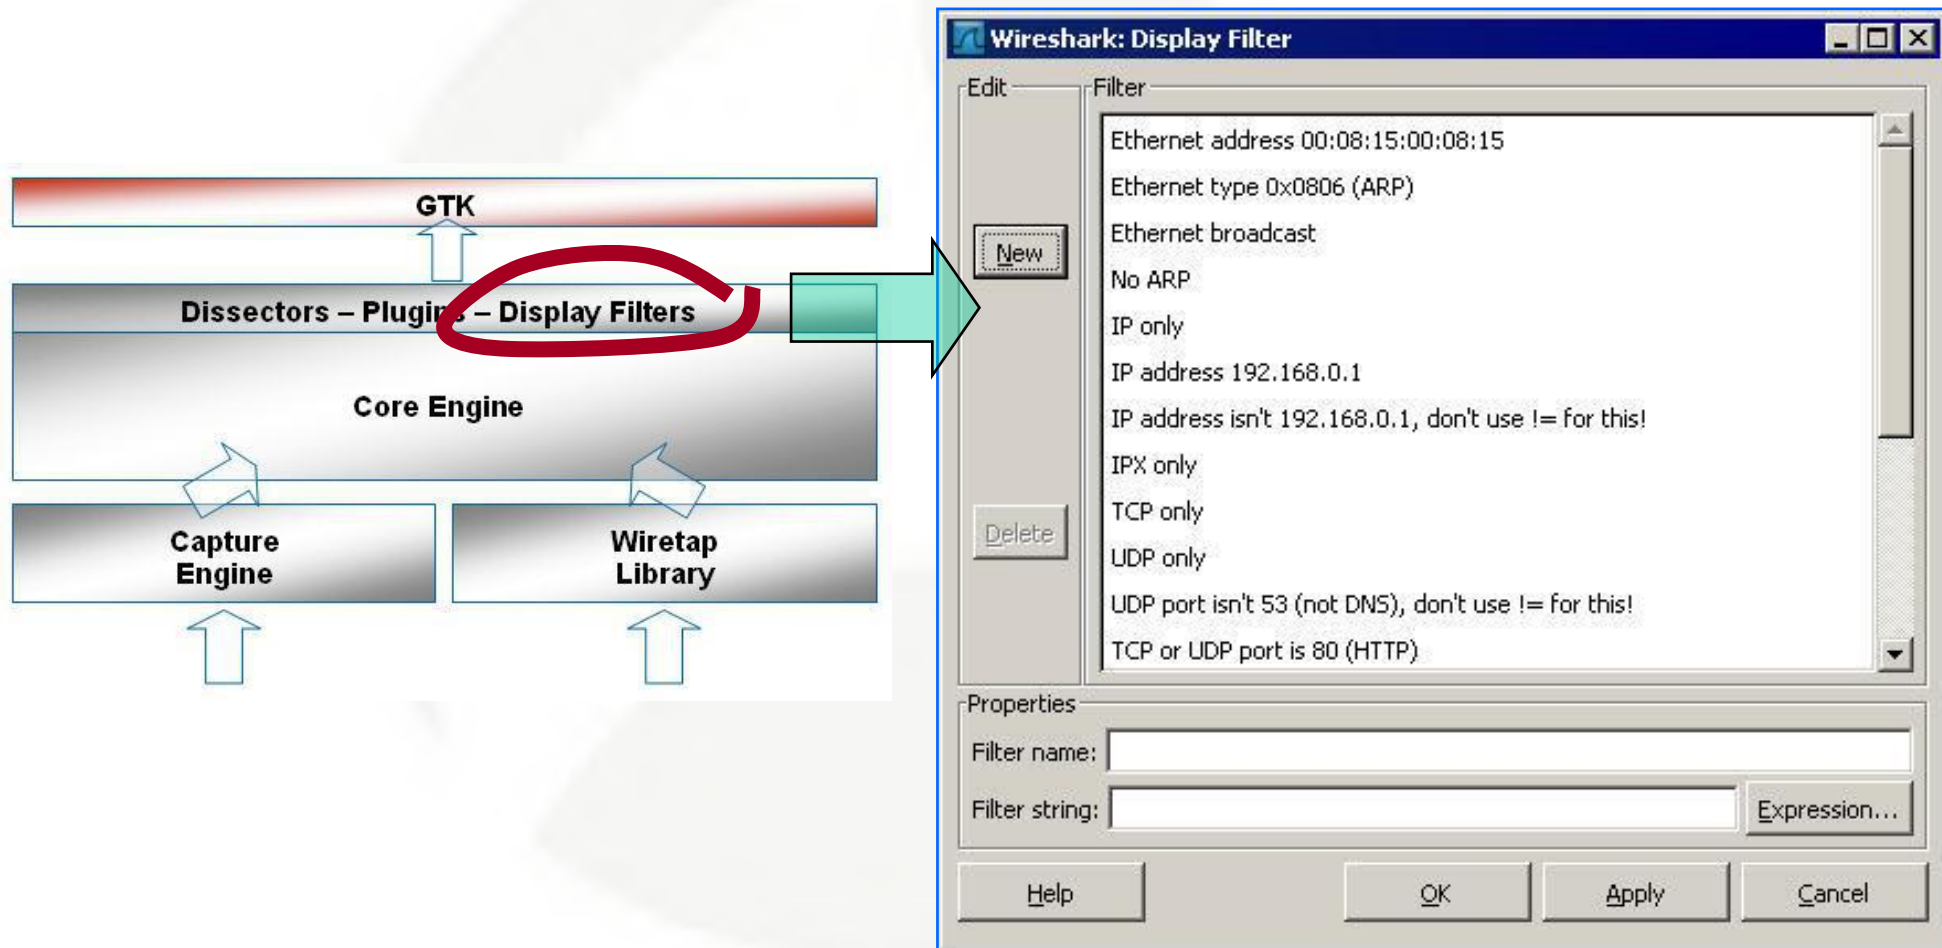 GTK
Dissectors – Plugins – Display Filters
Core Engine
Capture
Engine
Wiretap
Library
Wireshark: Display Filter
Edit
New
Delete
Filter
Ethernet address 00:08:15:00:08:15
Ethernet type 0x0806 (ARP)
Ethernet broadcast
No ARP
IP only
IP address 192.168.0.1
IP address isn't 192.168.0.1, don't use != for this!
IPX only
TCP only
UDP only
UDP port isn't 53 (not DNS), don't use != for this!
TCP or UDP port is 80 (HTTP)
Properties
Filter name:
Filter string:
Expression...
Help
OK
Apply
Cancel